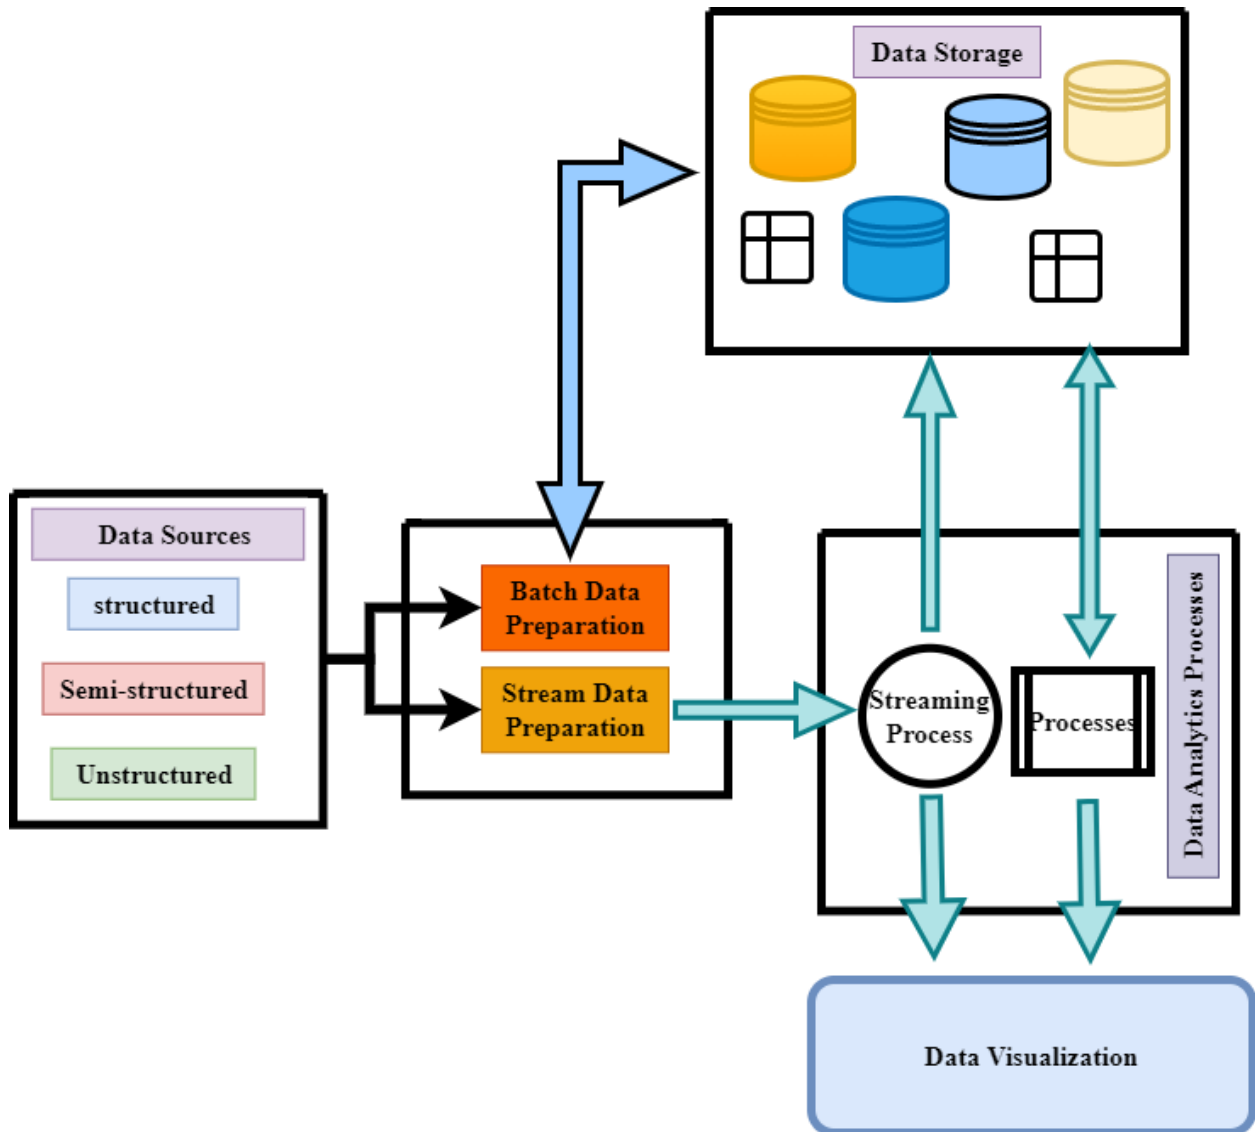 Data Storage
Data Sources
structured
Semi-structured
Unstructured
Batch Data
Preparation
Stream Data
Preparation
Streaming
Process
Processes
Data Analytics Processes
Data Visualization